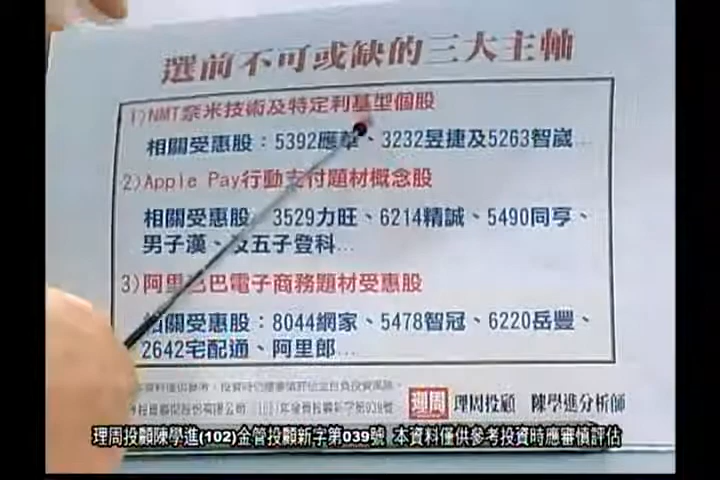 選前不可或缺的三大主軸
1)NMT奈米技術及特定利基型個股
相關受惠股：5392應華、3232昱捷及5263智崴...
2)Apple Pay行動支付題材概念股
相關受惠股 3529力旺、6214精誠、5490同亨、
男子漢、及五子登科...
3)阿里巴巴電子商務題材受惠股
相關受惠股：8044網家、5478智冠、6220岳豐、
2642宅配通、阿里郎...
理周 理周投顧 陳學進分析師
理周投顧陳學進(102)金管投顧新字第039號 本資料僅供參考投資時應審慎評估